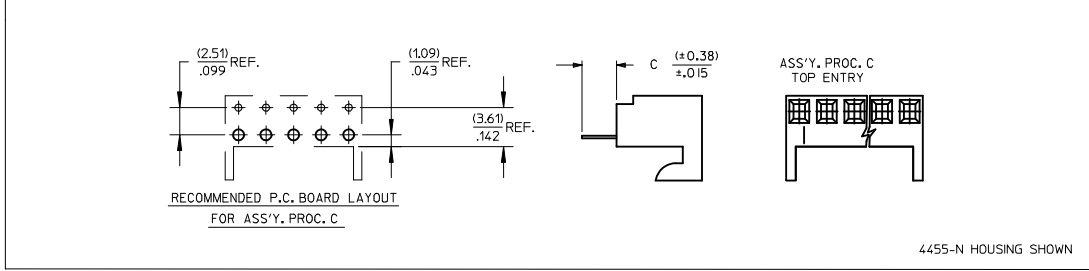 (2.51)
.099 REF.
(1.09)
.043 REF.
(3.61)
.142 REF.
RECOMMENDED P.C. BOARD LAYOUT
FOR ASS'Y. PROC. C
C (±0.38)
±.015
ASS'Y. PROC. C
TOP ENTRY
4455-N HOUSING SHOWN